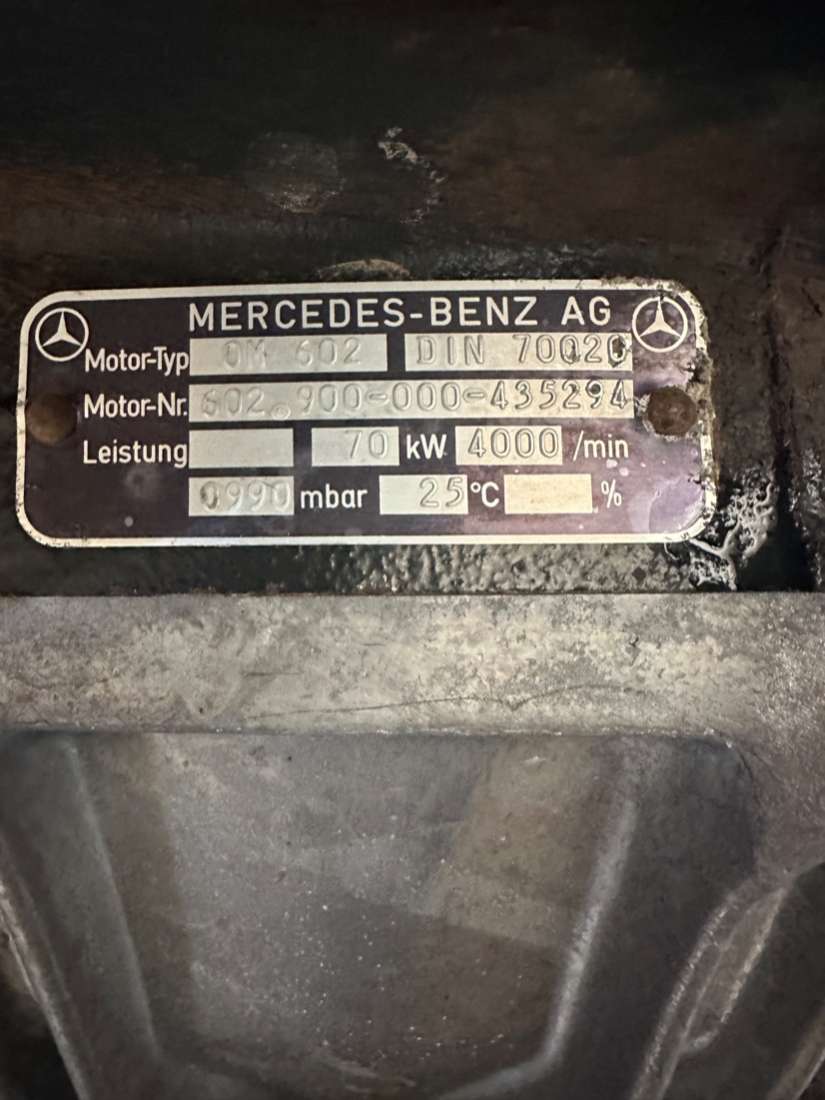 MERCEDES-BENZ AG
Motor-Typ OM 602 DIN 70020
Motor-Nr. 602.900-000-435294
Leistung 70 kW 4000 /min
0990 mbar 25 °C %